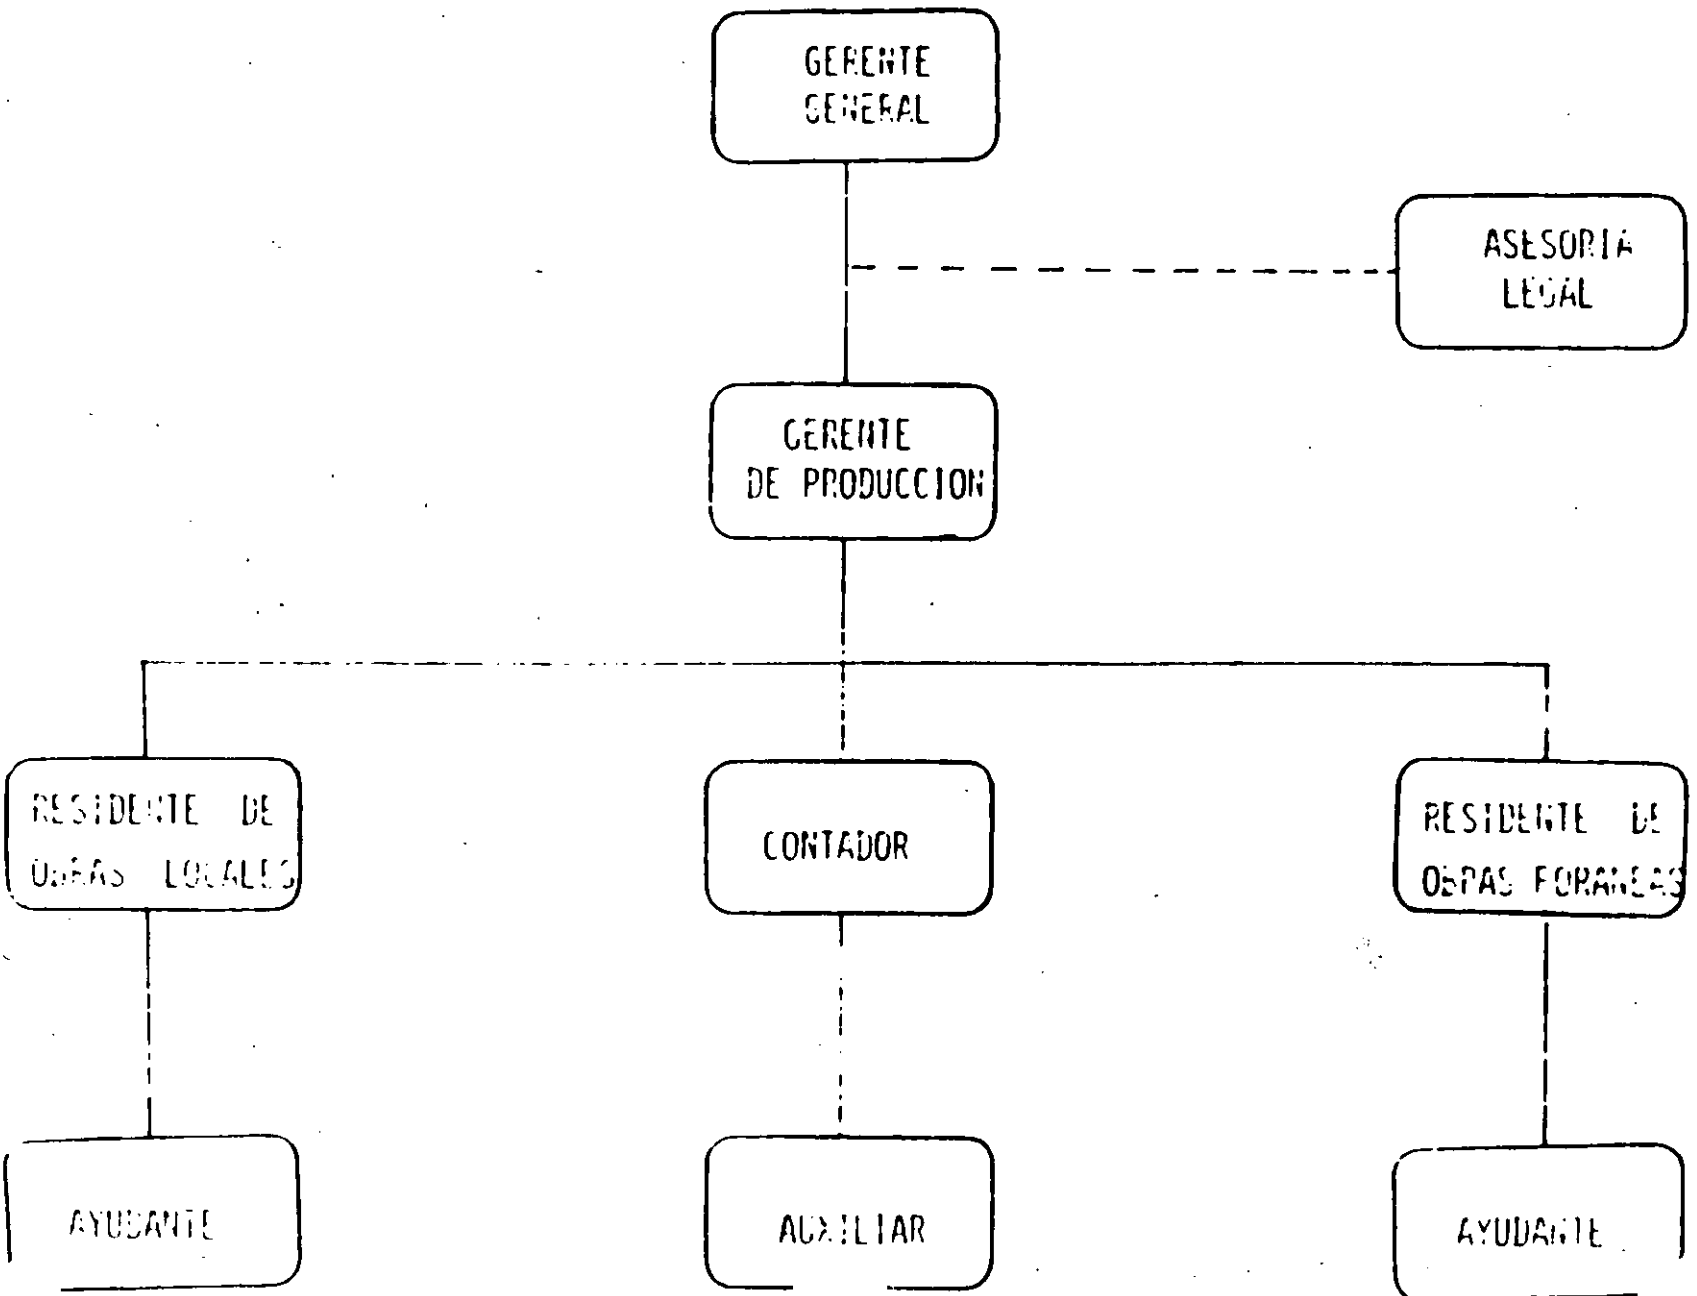 GERENTE
GENERAL
ASESORIA
LEGAL
GERENTE
DE PRODUCCION
RESIDENTE DE
OBRAS LOCALES
CONTADOR
RESIDENTE DE
OBRAS FORANEAS
AYUDANTE
AUXILIAR
AYUDANTE